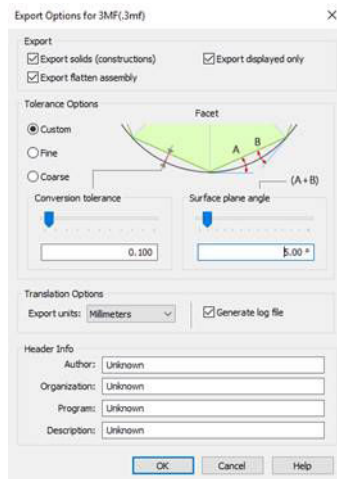 Export Options for 3MF(.3mf)
Export
Export solids (constructions)
Export displayed only
Export flatten assembly
Tolerance Options
Custom
Fine
Coarse
Facet
A
B
(A+B)
Conversion tolerance
0.100
Surface plane angle
5.00 °
Translation Options
Export units: Millimeters
Generate log file
Header Info
Author: Unknown
Organization: Unknown
Program: Unknown
Description: Unknown
OK Cancel Help